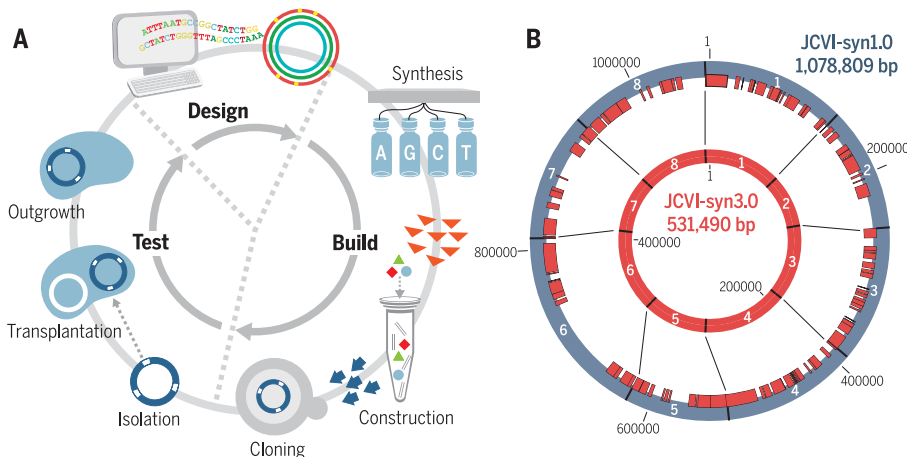 A
ATTTAATGCCGGCTATCTGG
GCTATCTGGGTTTAGCCCTAAA
Synthesis
A G C T
Design
Build
Test
Outgrowth
Transplantation
Isolation
Cloning
Construction
B
JCVI-syn1.0
1,078,809 bp
1
200000
400000
600000
800000
1000000
1
2
3
4
5
6
7
8
JCVI-syn3.0
531,490 bp
1
200000
400000
1
2
3
4
5
6
7
8